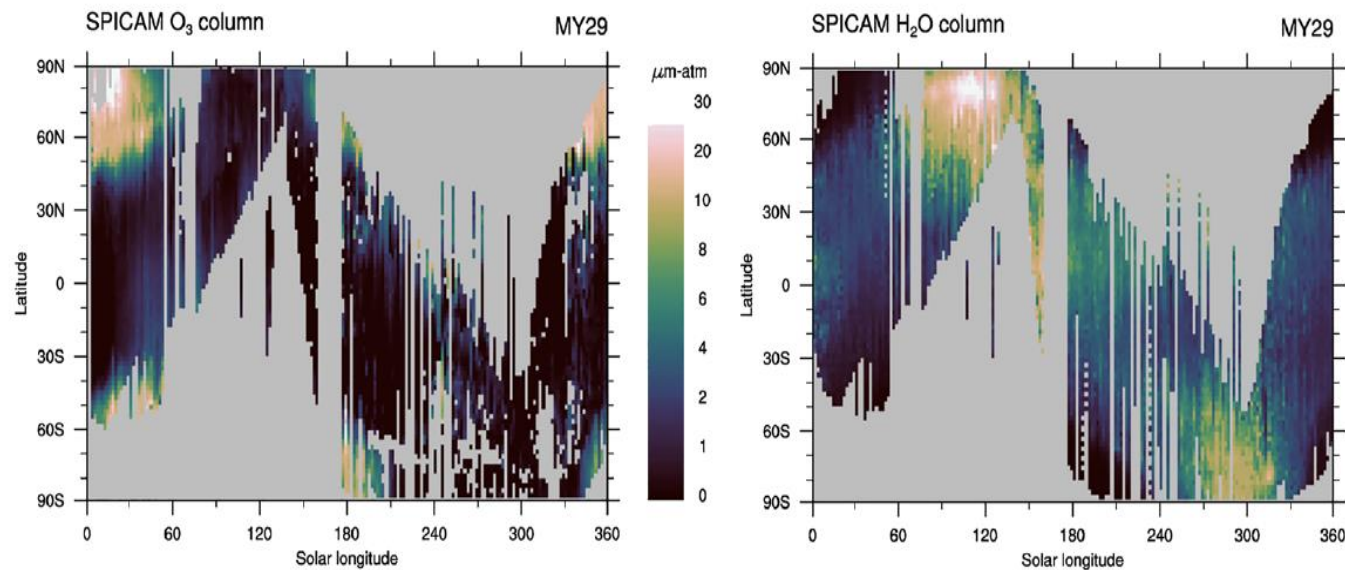 SPICAM O₃ column MY29
90N
60N
30N
0
30S
60S
90S
Latitude
0 60 120 180 240 300 360
Solar longitude
μm-atm
30
20
10
8
6
4
2
1
0
SPICAM H₂O column MY29
90N
60N
30N
0
30S
60S
90S
Latitude
0 60 120 180 240 300 360
Solar longitude